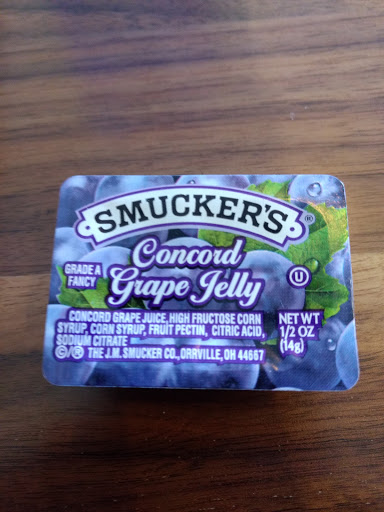 SMUCKER'S®
Concord
Grape Jelly
GRADE A
FANCY
U
CONCORD GRAPE JUICE, HIGH FRUCTOSE CORN
SYRUP, CORN SYRUP, FRUIT PECTIN, CITRIC ACID,
SODIUM CITRATE
©/® THE J.M. SMUCKER CO., ORRVILLE, OH 44667
NET WT
1/2 OZ
(14g)